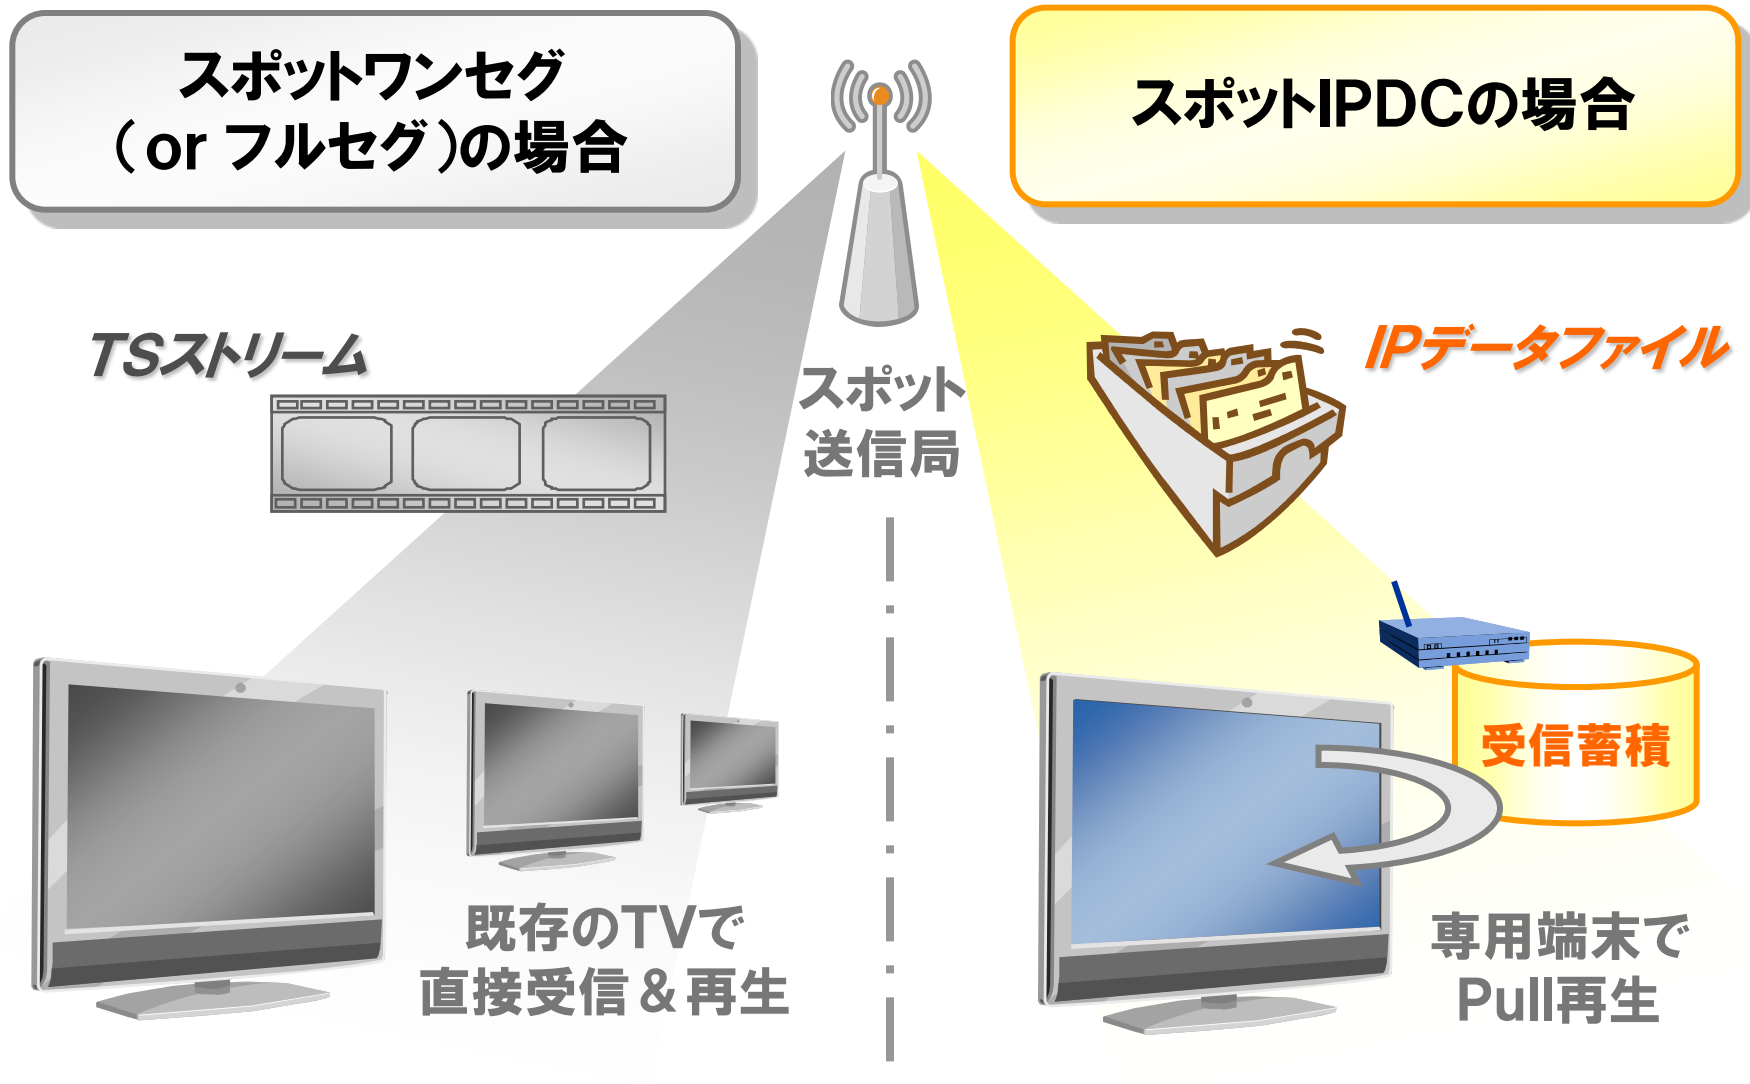 スポットワンセグ
（or フルセグ）の場合
スポットIPDCの場合
TSストリーム
スポット
送信局
IPデータファイル
受信蓄積
既存のTVで
直接受信＆再生
専用端末で
Pull再生